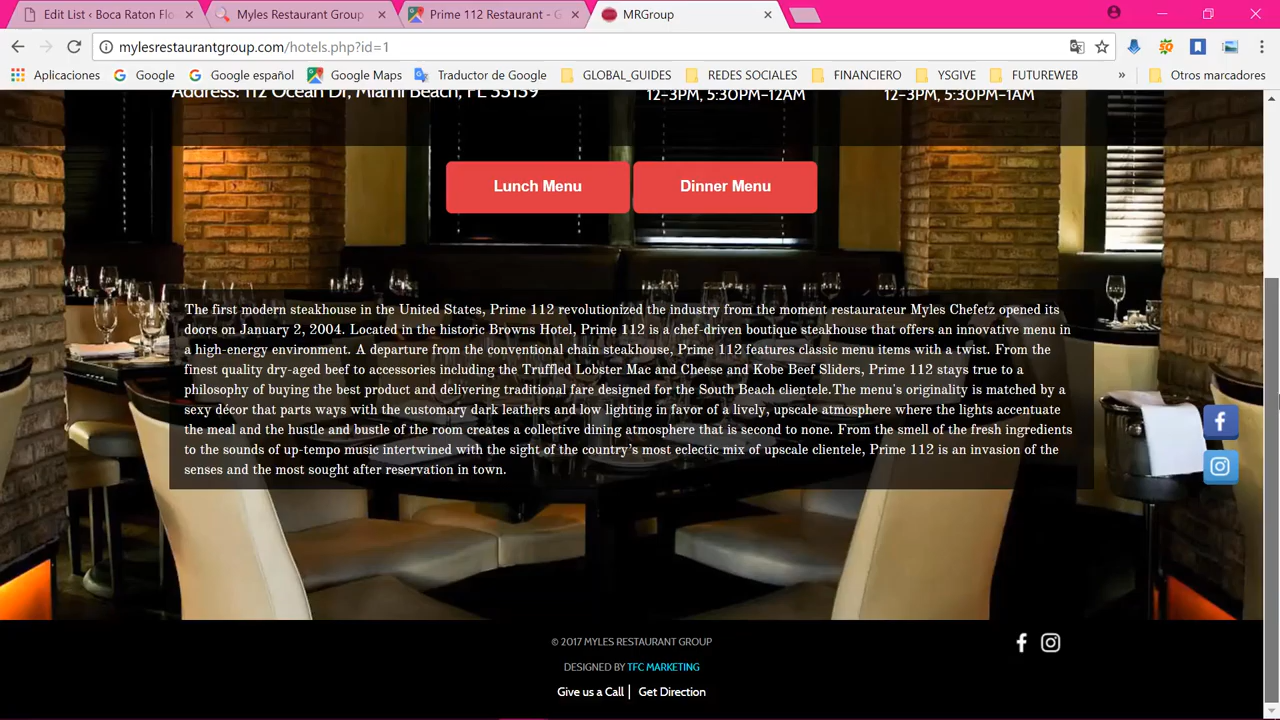 Edit List ‹ Boca Raton Flo
Myles Restaurant Group
Prime 112 Restaurant - G
MRGroup
mylesrestaurantgroup.com/hotels.php?id=1
Aplicaciones
Google
Google español
Google Maps
Traductor de Google
GLOBAL_GUIDES
REDES SOCIALES
FINANCIERO
YSGIVE
FUTUREWEB
»
Otros marcadores
Address: 112 Ocean Dr, Miami Beach, FL 33139
12-3PM, 5:30PM-12AM
12-3PM, 5:30PM-1AM
Lunch Menu
Dinner Menu
The first modern steakhouse in the United States, Prime 112 revolutionized the industry from the moment restaurateur Myles Chefetz opened its
doors on January 2, 2004. Located in the historic Browns Hotel, Prime 112 is a chef-driven boutique steakhouse that offers an innovative menu in
a high-energy environment. A departure from the conventional chain steakhouse, Prime 112 features classic menu items with a twist. From the
finest quality dry-aged beef to accessories including the Truffled Lobster Mac and Cheese and Kobe Beef Sliders, Prime 112 stays true to a
philosophy of buying the best product and delivering traditional fare designed for the South Beach clientele.The menu's originality is matched by a
sexy décor that parts ways with the customary dark leathers and low lighting in favor of a lively, upscale atmosphere where the lights accentuate
the meal and the hustle and bustle of the room creates a collective dining atmosphere that is second to none. From the smell of the fresh ingredients
to the sounds of up-tempo music intertwined with the sight of the country's most eclectic mix of upscale clientele, Prime 112 is an invasion of the
senses and the most sought after reservation in town.
© 2017 MYLES RESTAURANT GROUP
DESIGNED BY TFC MARKETING
Give us a Call | Get Direction